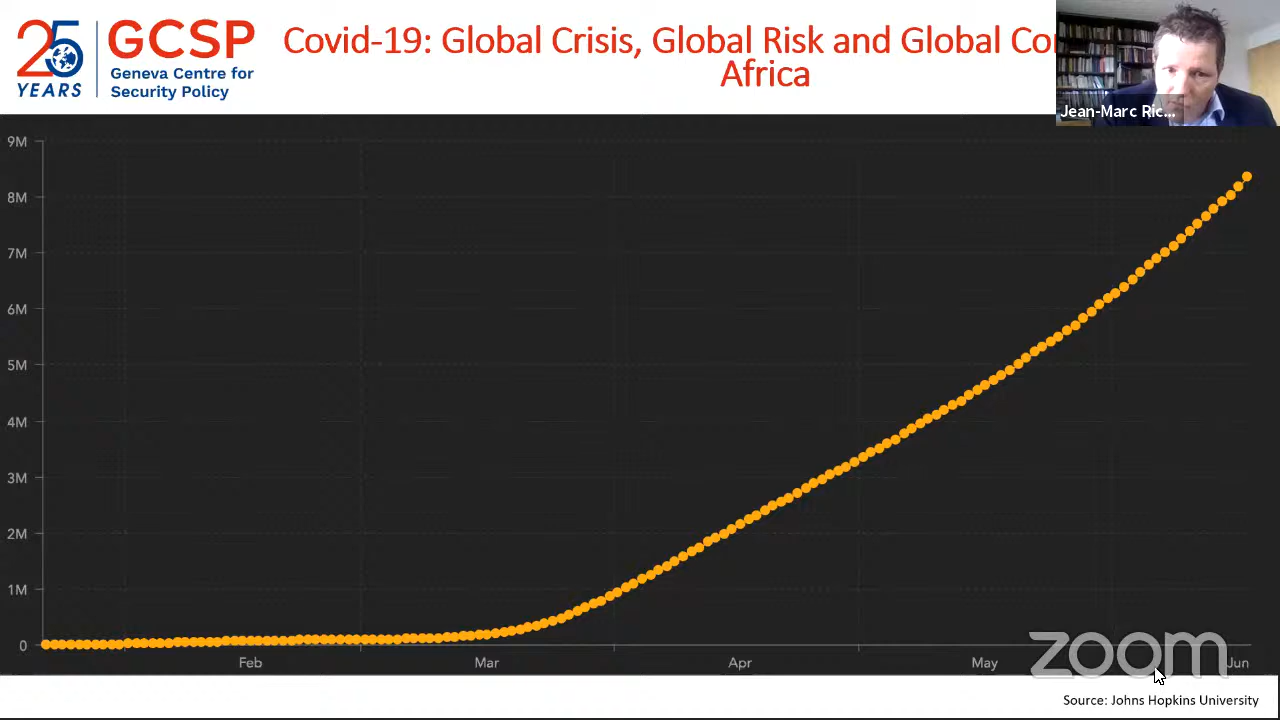 25
YEARS
GCSP
Geneva Centre for
Security Policy
Covid-19: Global Crisis, Global Risk and Global
Africa
Jean-Marc Ric...
9M
8M
7M
6M
5M
4M
3M
2M
1M
0
Feb Mar Apr May Jun
zoom
Source: Johns Hopkins University